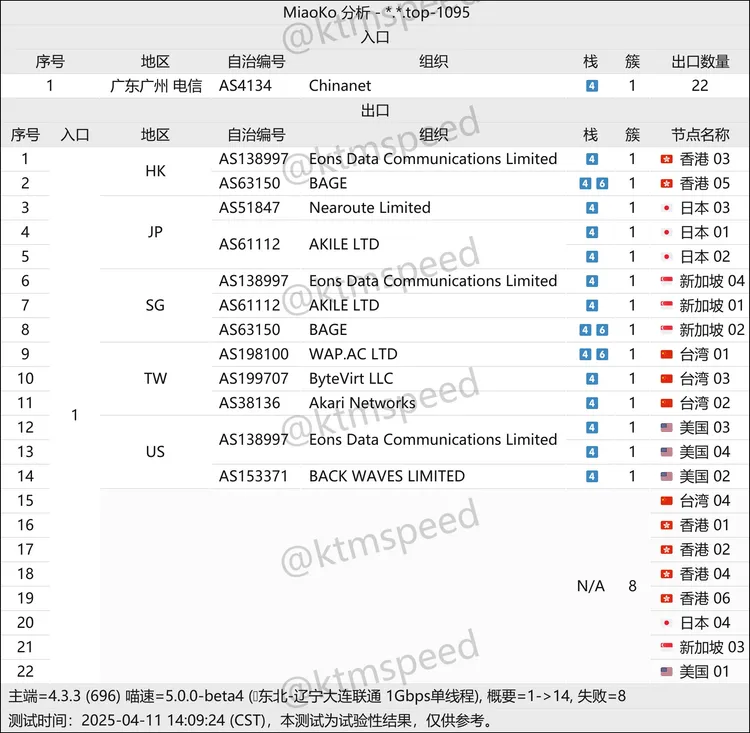 MiaoKo 分析 - *.*.top-1095
入口
序号 地区 自治编号 组织 栈 簇 出口数量
1 广东广州 电信 AS4134 Chinanet 4 1 22
出口
序号 入口 地区 自治编号 组织 栈 簇 节点名称
1 HK AS138997 Eons Data Communications Limited 4 1 香港 03
2 AS63150 BAGE 4 6 1 香港 05
3 JP AS51847 Nearoute Limited 4 1 日本 03
4 AS61112 AKILE LTD 4 1 日本 01
5 4 1 日本 02
6 SG AS138997 Eons Data Communications Limited 4 1 新加坡 04
7 AS61112 AKILE LTD 4 1 新加坡 01
8 AS63150 BAGE 4 6 1 新加坡 02
9 TW AS198100 WAP.AC LTD 4 6 1 台湾 01
10 AS199707 ByteVirt LLC 4 1 台湾 03
11 1 AS38136 Akari Networks 4 1 台湾 02
12 US AS138997 Eons Data Communications Limited 4 1 美国 03
13 4 1 美国 04
14 AS153371 BACK WAVES LIMITED 4 1 美国 02
15 N/A 8 台湾 04
16 香港 01
17 香港 02
18 香港 04
19 香港 06
20 日本 04
21 新加坡 03
22 美国 01
主端=4.3.3 (696) 喵速=5.0.0-beta4 (东北-辽宁大连联通 1Gbps单线程), 概要=1->14, 失败=8
测试时间：2025-04-11 14:09:24 (CST)，本测试为试验性结果，仅供参考。
@ktmspeed
@ktmspeed
@ktmspeed
@ktmspeed
@ktmspeed
@ktmspeed